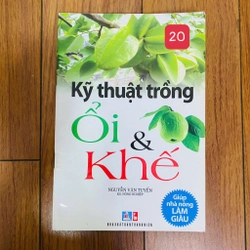 20
Kỹ thuật trồng
Ổi &
Khế
NGUYỄN VĂN TUYẾN
Giúp
nhà nông
LÀM
GIÀU